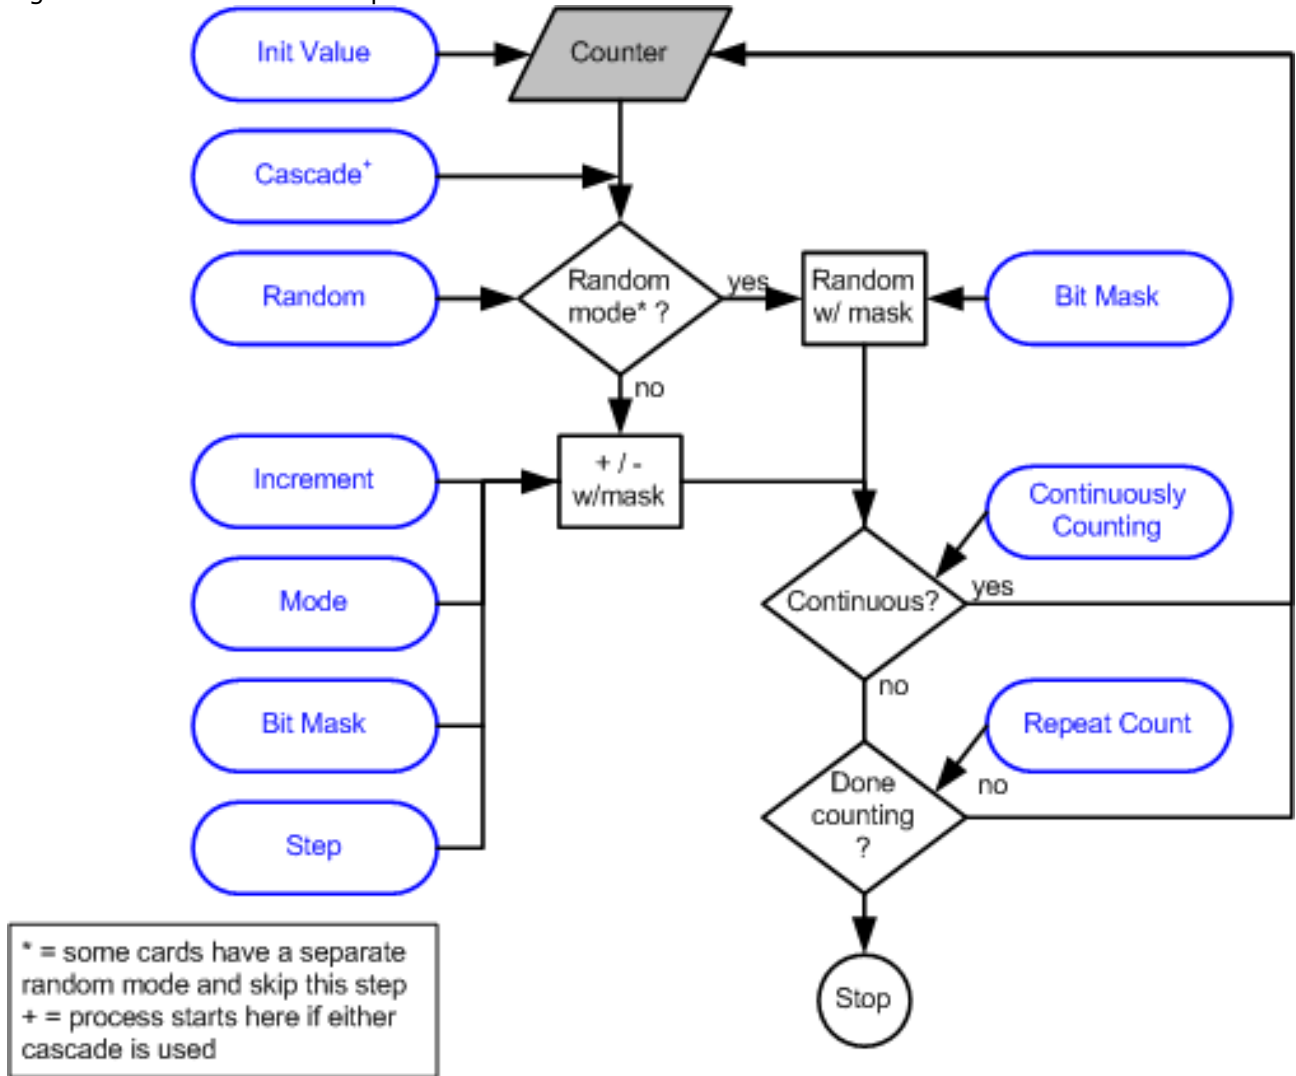 Init Value
Counter
Cascade+
Random
Random
mode* ?
yes
Random
w/ mask
Bit Mask
no
Increment
+ / -
w/mask
Continuously
Counting
Mode
Continuous?
yes
no
Bit Mask
Repeat Count
Done
counting
?
no
Step
* = some cards have a separate
random mode and skip this step
+ = process starts here if either
cascade is used
Stop